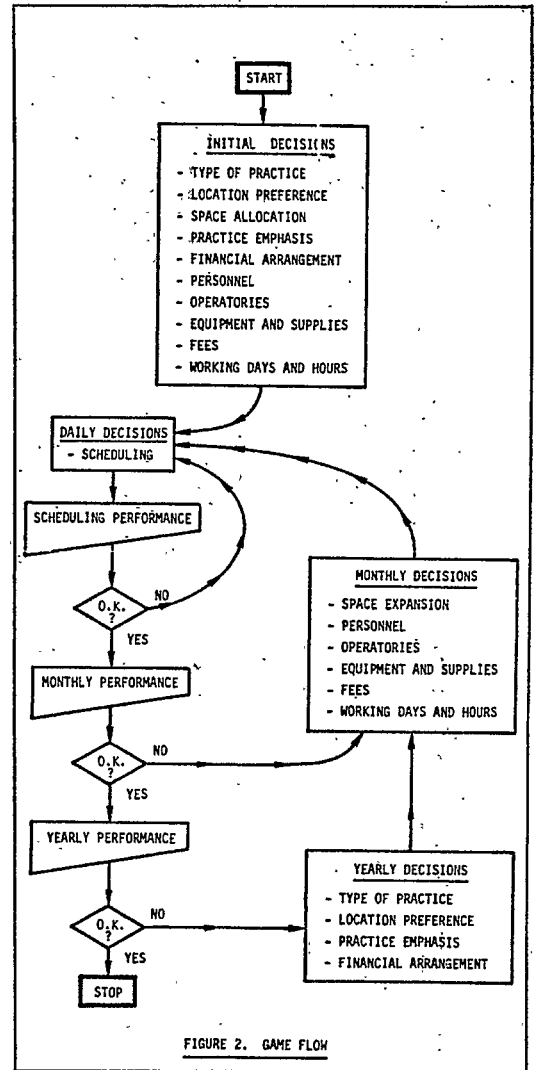 START
INITIAL DECISIONS
- TYPE OF PRACTICE
- LOCATION PREFERENCE
- SPACE ALLOCATION
- PRACTICE EMPHASIS
- FINANCIAL ARRANGEMENT
- PERSONNEL
- OPERATORIES
- EQUIPMENT AND SUPPLIES
- FEES
- WORKING DAYS AND HOURS
DAILY DECISIONS
- SCHEDULING
SCHEDULING PERFORMANCE
O.K.
?
NO
YES
MONTHLY PERFORMANCE
O.K.
?
NO
YES
YEARLY PERFORMANCE
O.K.
?
NO
YES
STOP
MONTHLY DECISIONS
- SPACE EXPANSION
- PERSONNEL
- OPERATORIES
- EQUIPMENT AND SUPPLIES
- FEES
- WORKING DAYS AND HOURS
YEARLY DECISIONS
- TYPE OF PRACTICE
- LOCATION PREFERENCE
- PRACTICE EMPHASIS
- FINANCIAL ARRANGEMENT
FIGURE 2. GAME FLOW